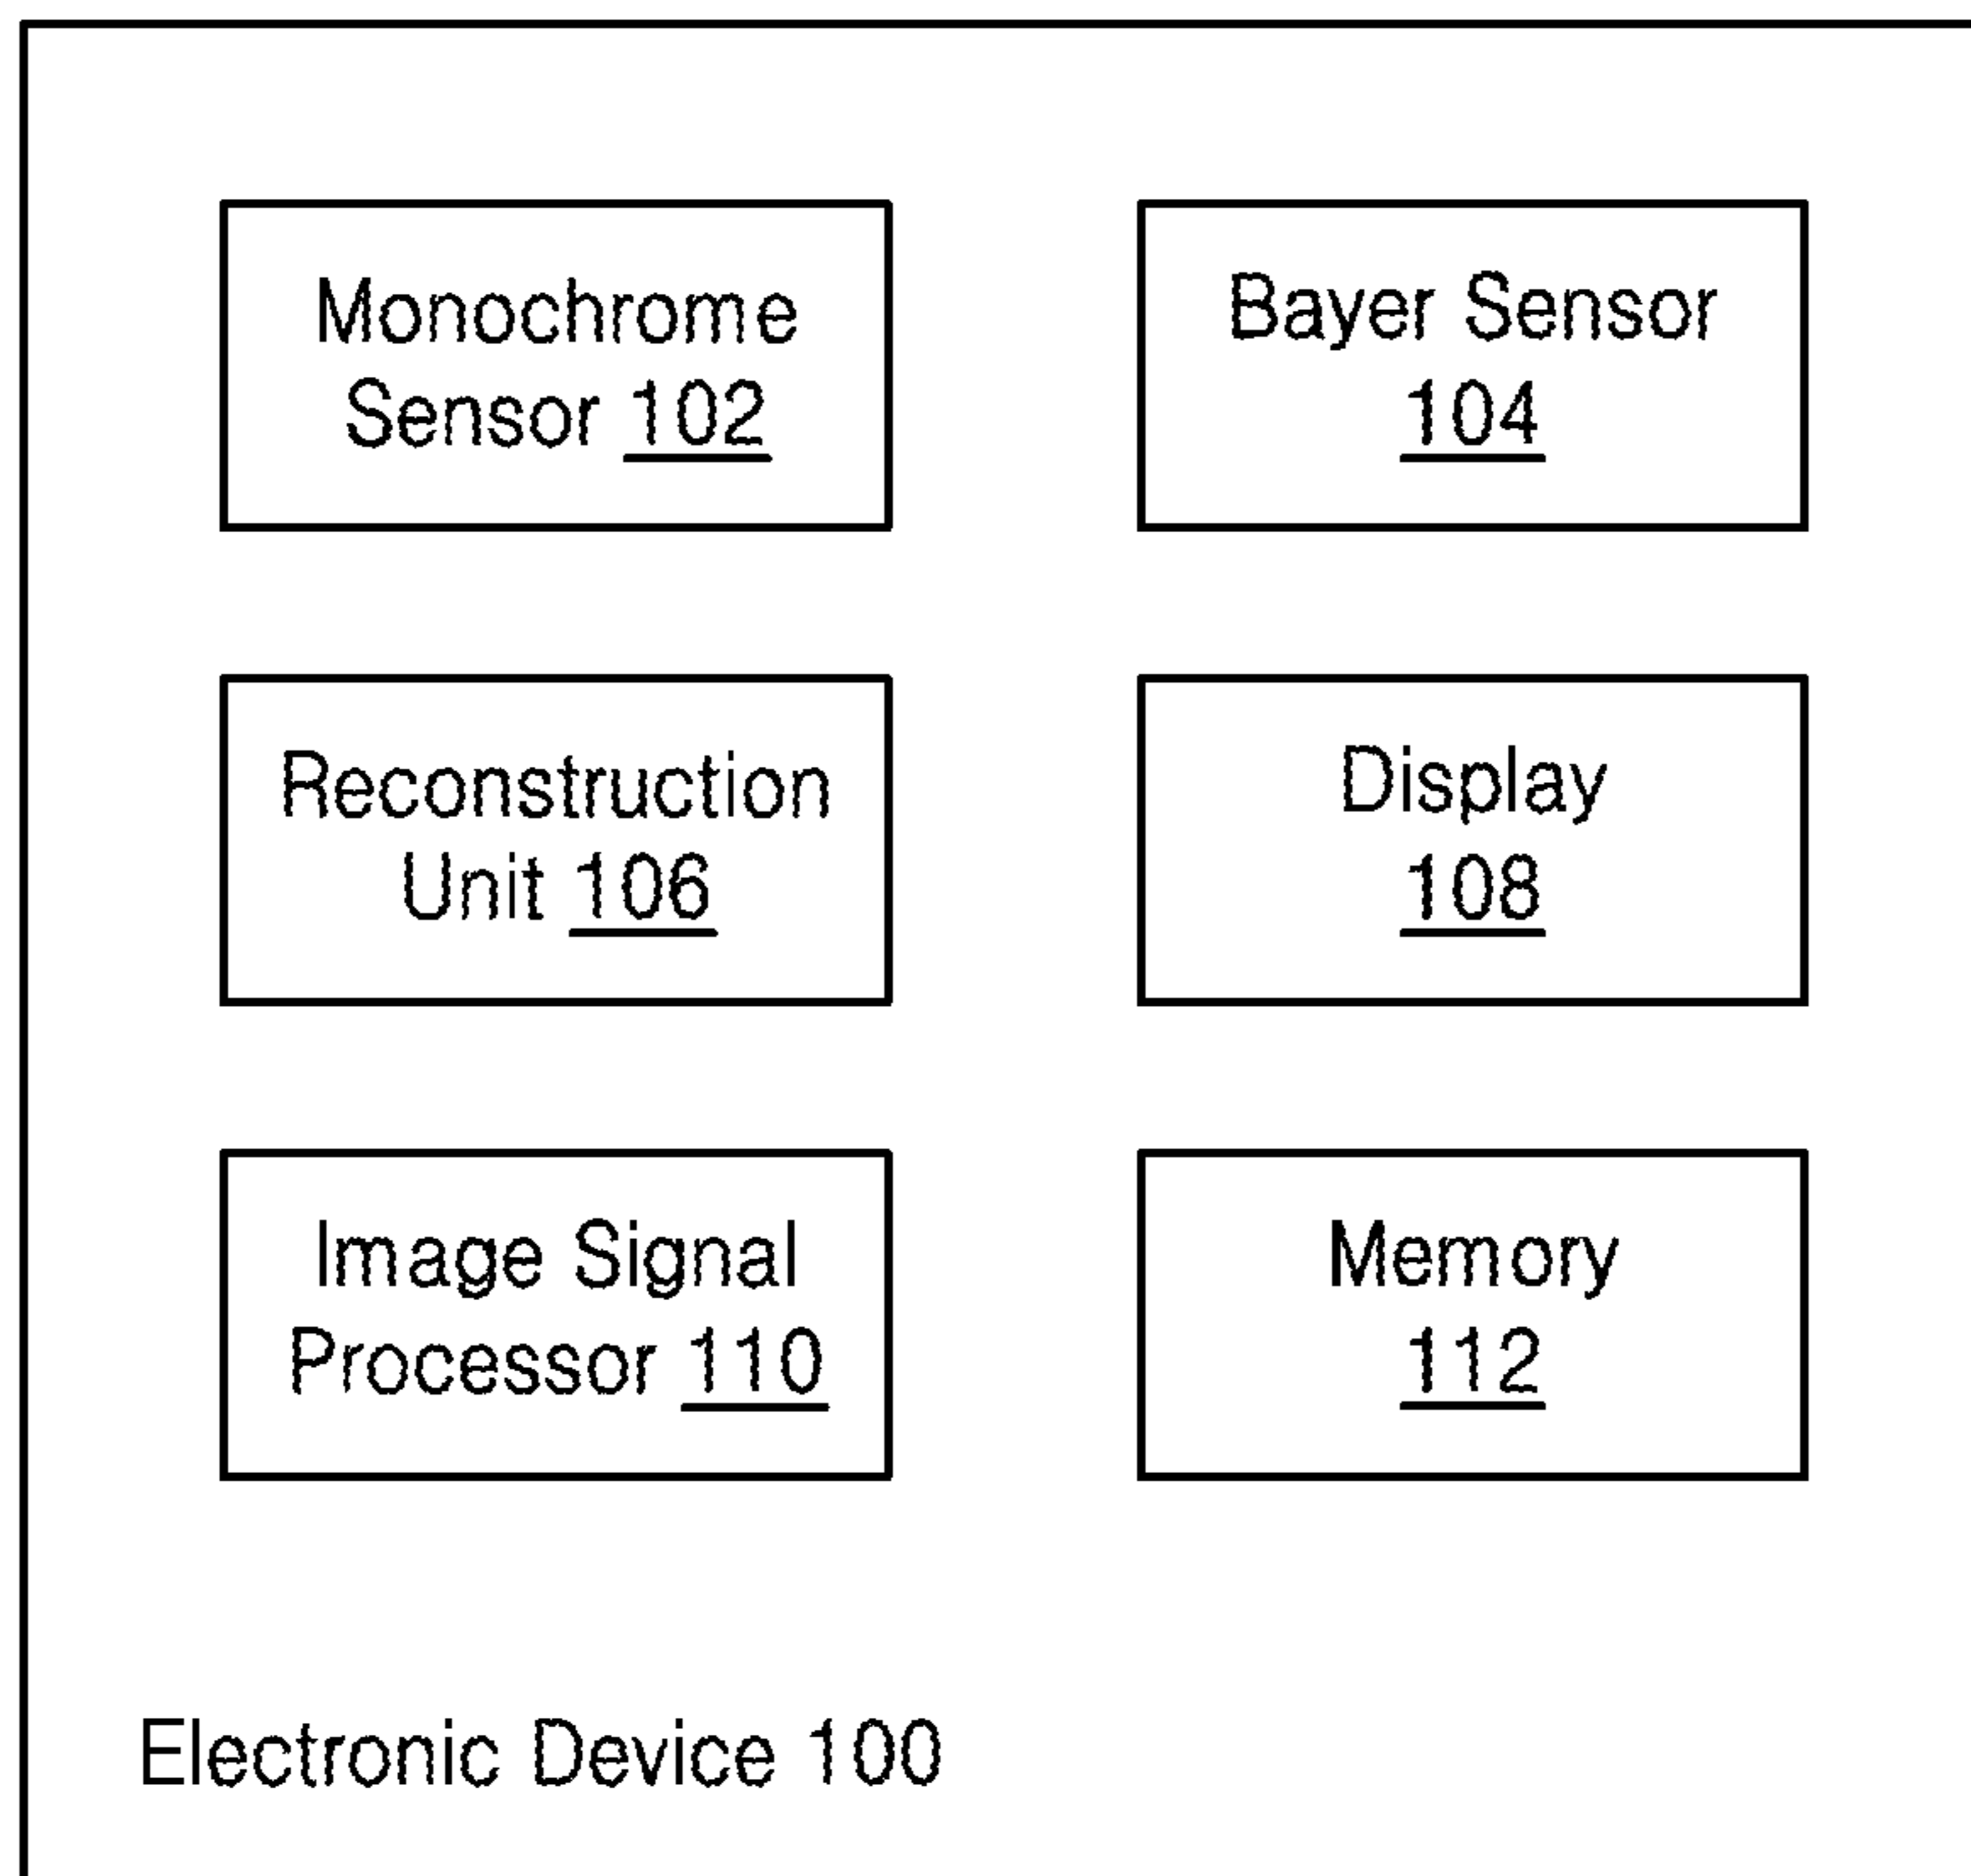 Monochrome
Sensor 102
Bayer Sensor
104
Reconstruction
Unit 106
Display
108
Image Signal
Processor 110
Memory
112
Electronic Device 100